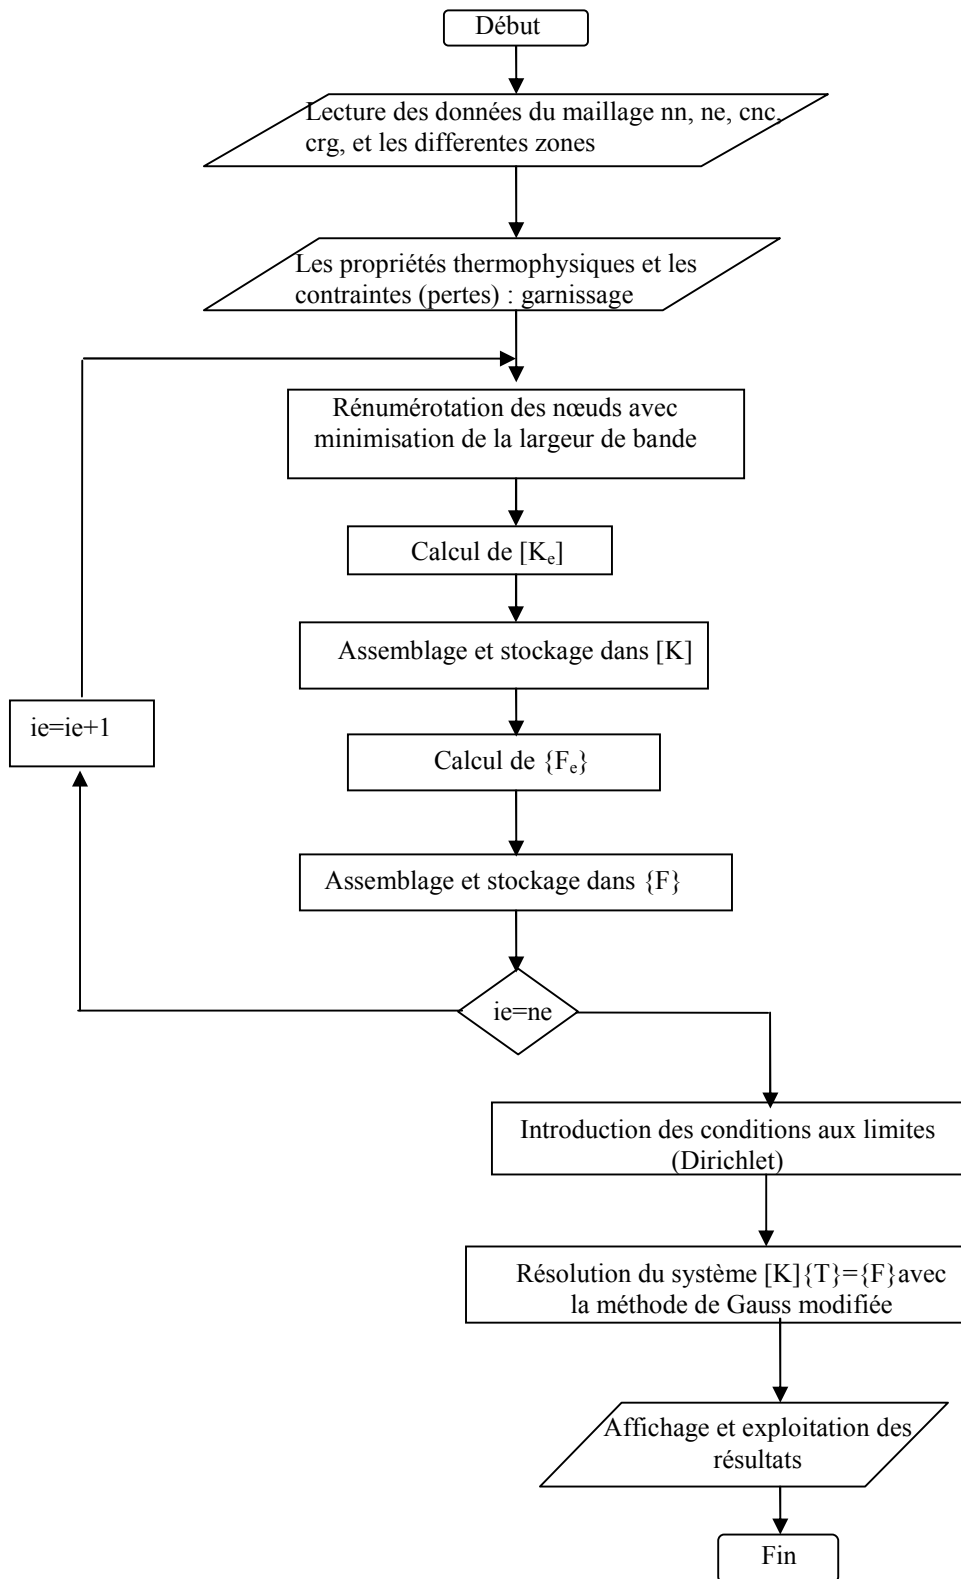 Début
Lecture des données du maillage nn, ne, cnc,
crg, et les differentes zones
Les propriétés thermophysiques et les
contraintes (pertes) : garnissage
Rénumérotation des nœuds avec
minimisation de la largeur de bande
Calcul de [Ke]
Assemblage et stockage dans [K]
ie=ie+1
Calcul de {Fe}
Assemblage et stockage dans {F}
ie=ne
Introduction des conditions aux limites
(Dirichlet)
Résolution du système [K]{T}={F}avec
la méthode de Gauss modifiée
Affichage et exploitation des
résultats
Fin